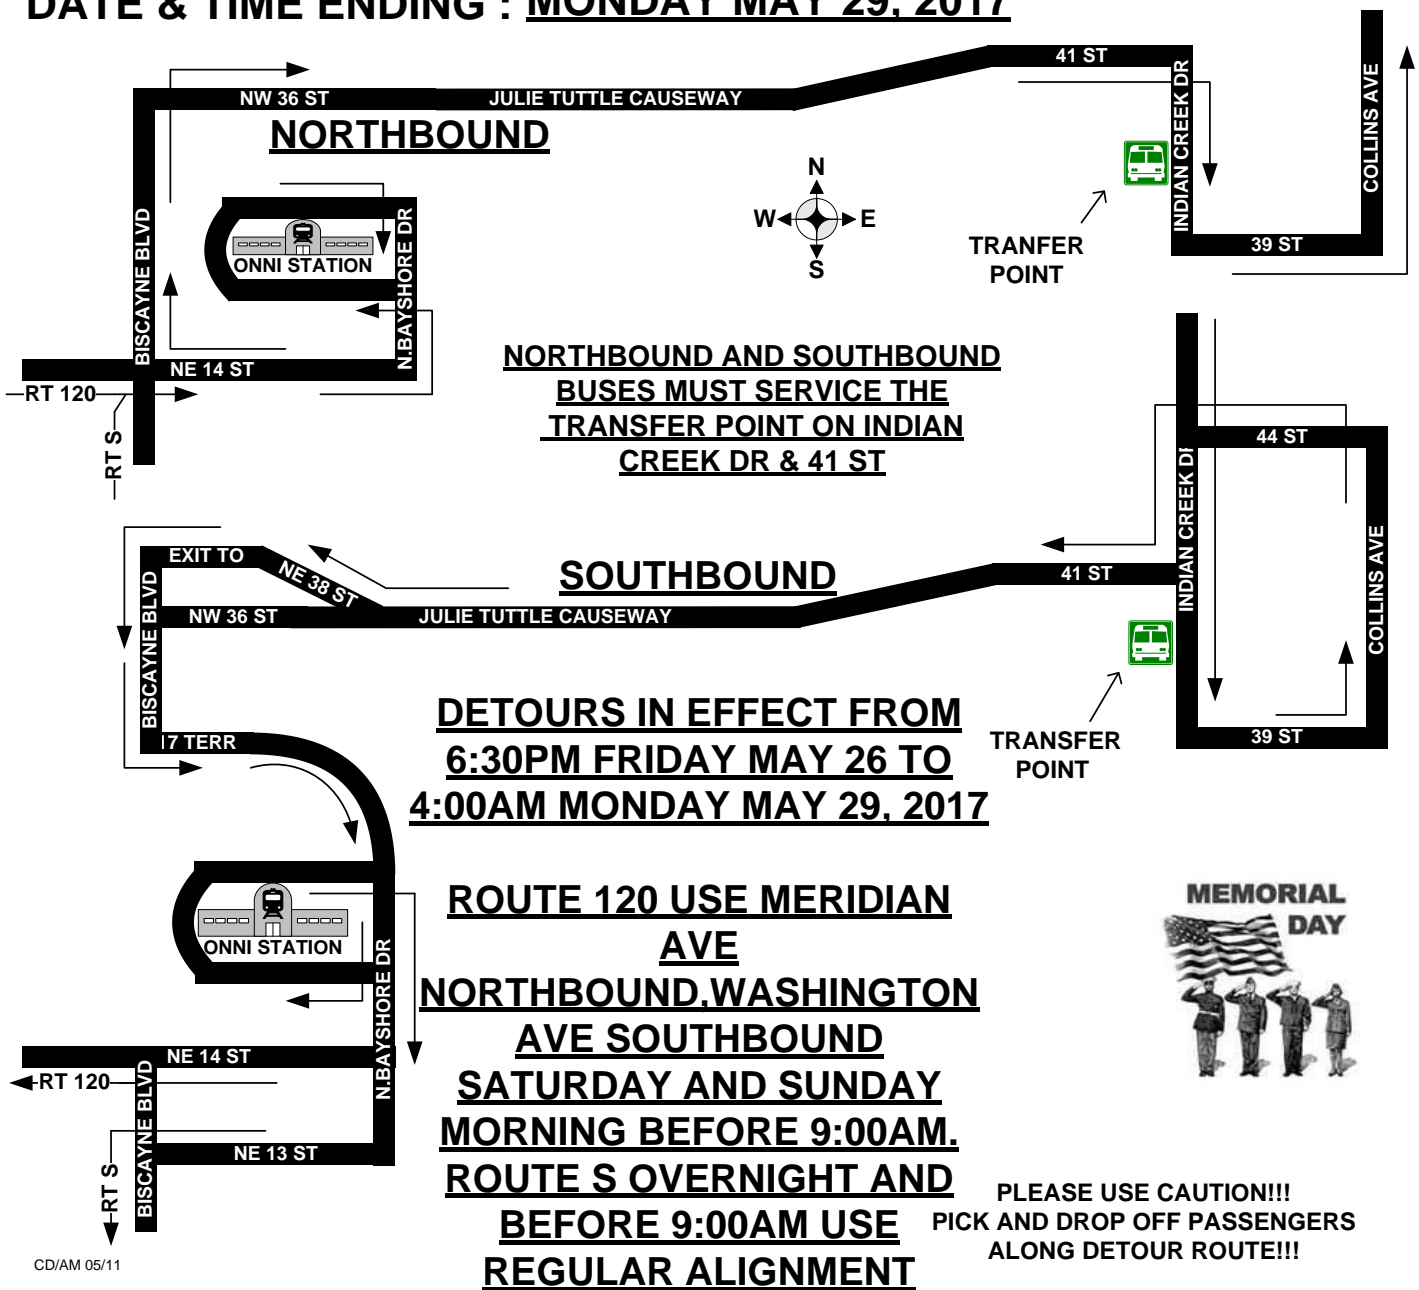 DATE & TIME ENDING : MONDAY MAY 29, 2017
41 ST
NW 36 ST
JULIE TUTTLE CAUSEWAY
NORTHBOUND
INDIAN CREEK DR
COLLINS AVE
BISCAYNE BLVD
N
W
E
S
ONNI STATION
N.BAYSHORE DR
TRANFER
POINT
39 ST
NE 14 ST
RT 120
RT S
NORTHBOUND AND SOUTHBOUND
BUSES MUST SERVICE THE
TRANSFER POINT ON INDIAN
CREEK DR & 41 ST
44 ST
INDIAN CREEK DR
COLLINS AVE
EXIT TO
NE 38 ST
SOUTHBOUND
41 ST
NW 36 ST
JULIE TUTTLE CAUSEWAY
BISCAYNE BLVD
17 TERR
DETOURS IN EFFECT FROM
6:30PM FRIDAY MAY 26 TO
4:00AM MONDAY MAY 29, 2017
TRANSFER
POINT
39 ST
ROUTE 120 USE MERIDIAN
AVE
NORTHBOUND,WASHINGTON
AVE SOUTHBOUND
SATURDAY AND SUNDAY
MORNING BEFORE 9:00AM.
ROUTE S OVERNIGHT AND
BEFORE 9:00AM USE
REGULAR ALIGNMENT
MEMORIAL
DAY
ONNI STATION
N.BAYSHORE DR
NE 14 ST
RT 120
BISCAYNE BLVD
NE 13 ST
RT S
PLEASE USE CAUTION!!!
PICK AND DROP OFF PASSENGERS
ALONG DETOUR ROUTE!!!
CD/AM 05/11